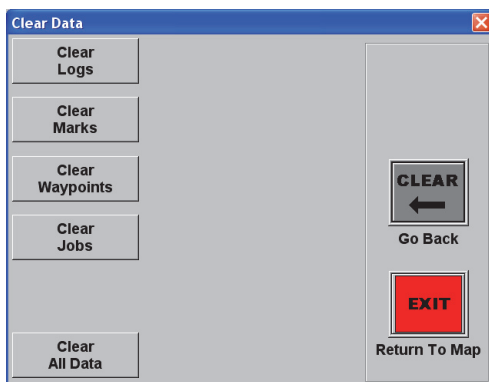 Clear Data
Clear
Logs
Clear
Marks
Clear
Waypoints
Clear
Jobs
Clear
All Data
CLEAR
Go Back
EXIT
Return To Map